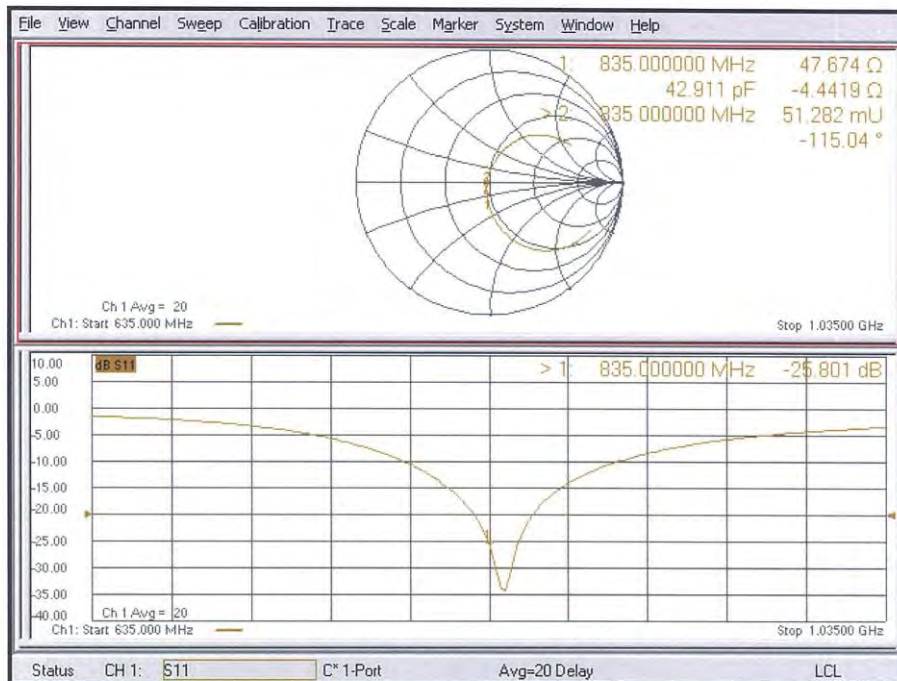 File View Channel Sweep Calibration Trace Scale Marker System Window Help
1: 835.000000 MHz 47.674 Ω
42.911 pF -4.4419 Ω
> 2: 835.000000 MHz 51.282 mU
-115.04 °
Ch 1 Avg = 20
Ch1: Start 635.000 MHz
Stop 1.03500 GHz
10.00
dB S11
> 1: 835.000000 MHz -25.801 dB
5.00
0.00
-5.00
-10.00
-15.00
-20.00
-25.00
-30.00
-35.00
-40.00
Ch 1 Avg = 20
Ch1: Start 635.000 MHz
Stop 1.03500 GHz
Status CH 1: S11 C* 1-Port Avg=20 Delay LCL